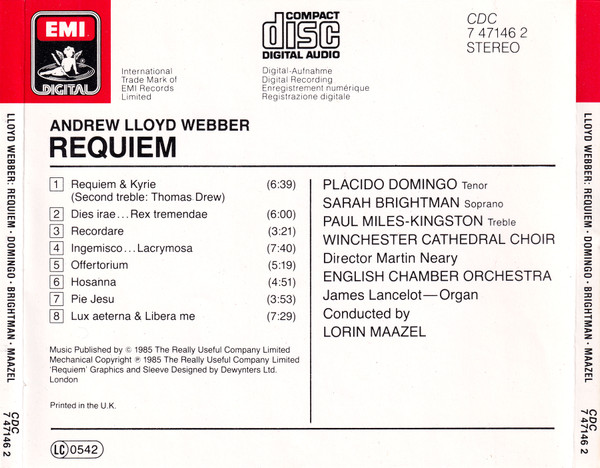 EMI
DIGITAL
International
Trade Mark of
EMI Records
Limited
COMPACT
disc
DIGITAL AUDIO
Digital-Aufnahme
Digital Recording
Enregistrement numérique
Registrazione digitale
CDC
7 47146 2
STEREO
ANDREW LLOYD WEBBER
REQUIEM
1 Requiem & Kyrie (6:39)
(Second treble: Thomas Drew)
2 Dies irae...Rex tremendae (6:00)
3 Recordare (3:21)
4 Ingemisco...Lacrymosa (7:40)
5 Offertorium (5:19)
6 Hosanna (4:51)
7 Pie Jesu (3:53)
8 Lux aeterna & Libera me (7:29)
Music Published by © 1985 The Really Useful Company Limited
Mechanical Copyright ℗ 1985 The Really Useful Company Limited
'Requiem' Graphics and Sleeve Designed by Dewynters Ltd.
London
Printed in the U.K.
LC 0542
PLACIDO DOMINGO Tenor
SARAH BRIGHTMAN Soprano
PAUL MILES-KINGSTON Treble
WINCHESTER CATHEDRAL CHOIR
Director Martin Neary
ENGLISH CHAMBER ORCHESTRA
James Lancelot—Organ
Conducted by
LORIN MAAZEL
LLOYD WEBBER: REQUIEM · DOMINGO · BRIGHTMAN · MAAZEL
CDC
7 47146 2
LLOYD WEBBER: REQUIEM · DOMINGO · BRIGHTMAN · MAAZEL
CDC
7 47146 2